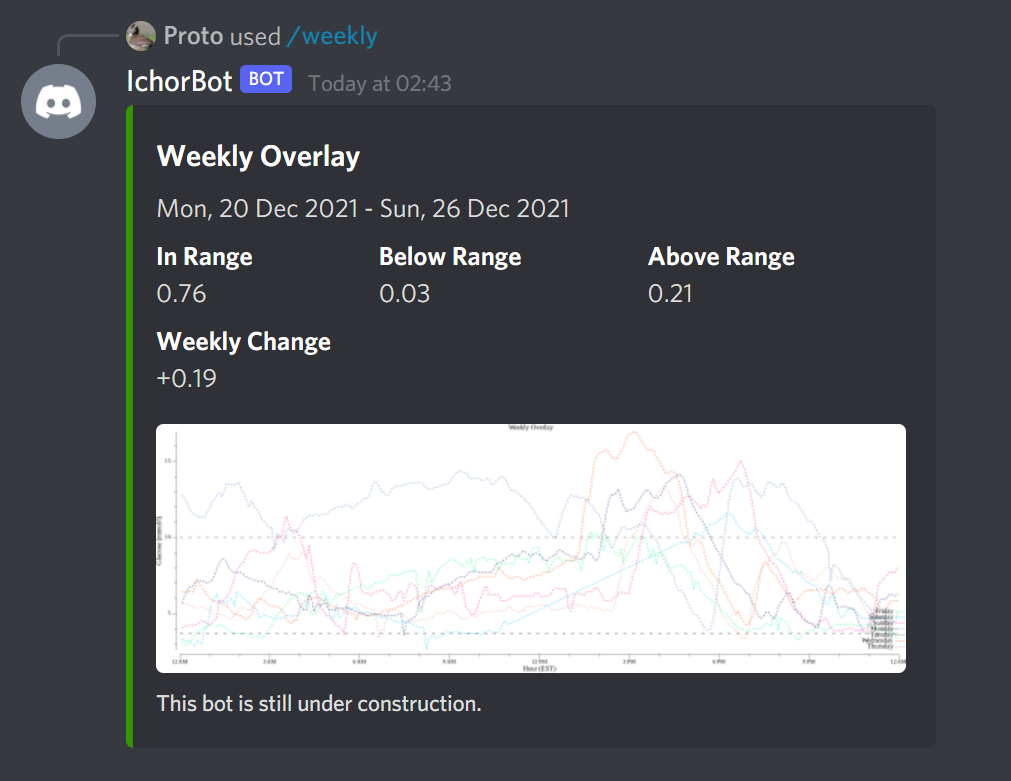 Proto used /weekly
IchorBot BOT Today at 02:43
Weekly Overlay
Mon, 20 Dec 2021 - Sun, 26 Dec 2021
In Range Below Range Above Range
0.76 0.03 0.21
Weekly Change
+0.19
Weekly Overlay
15
10
5
Friday
Saturday
Sunday
Monday
Tuesday
Wednesday
Thursday
12 AM 3 AM 6 AM 9 AM 12 PM 3 PM 6 PM 9 PM 12 AM
Hour (EST)
This bot is still under construction.